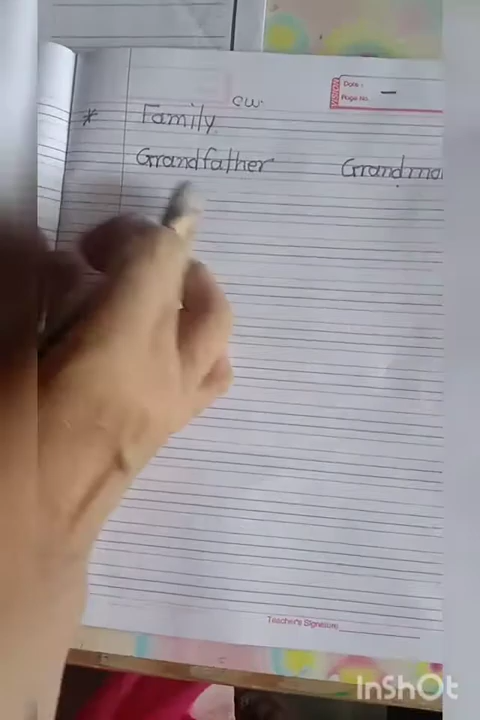 Date :
CW.
Page No.
* Family
Grandfather
Teacher's Signature
InShOt